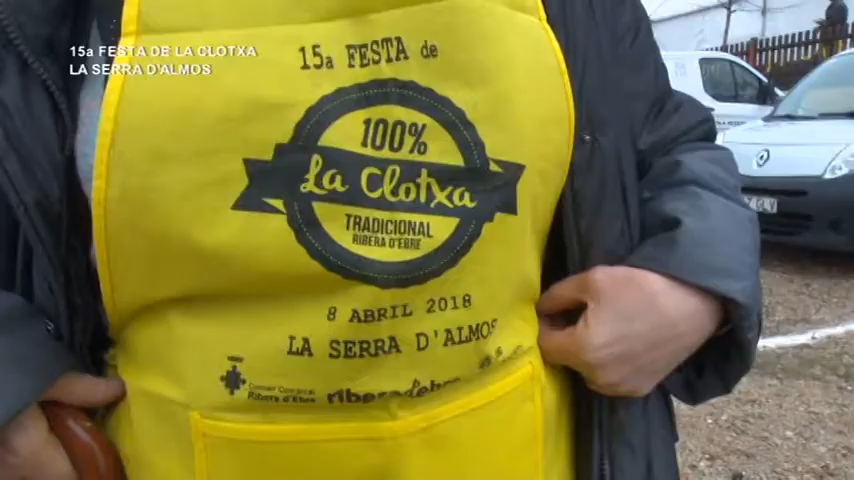 15a FESTA DE LA CLOTXA
LA SERRA D'ALMOS
15a FESTA de
100%
La Clotxa
TRADICIONAL
RIBERA D'EBRE
8 ABRIL 2018
LA SERRA D'ALMOS
Consell Comarcal
Ribera d'Ebre
riberadebre